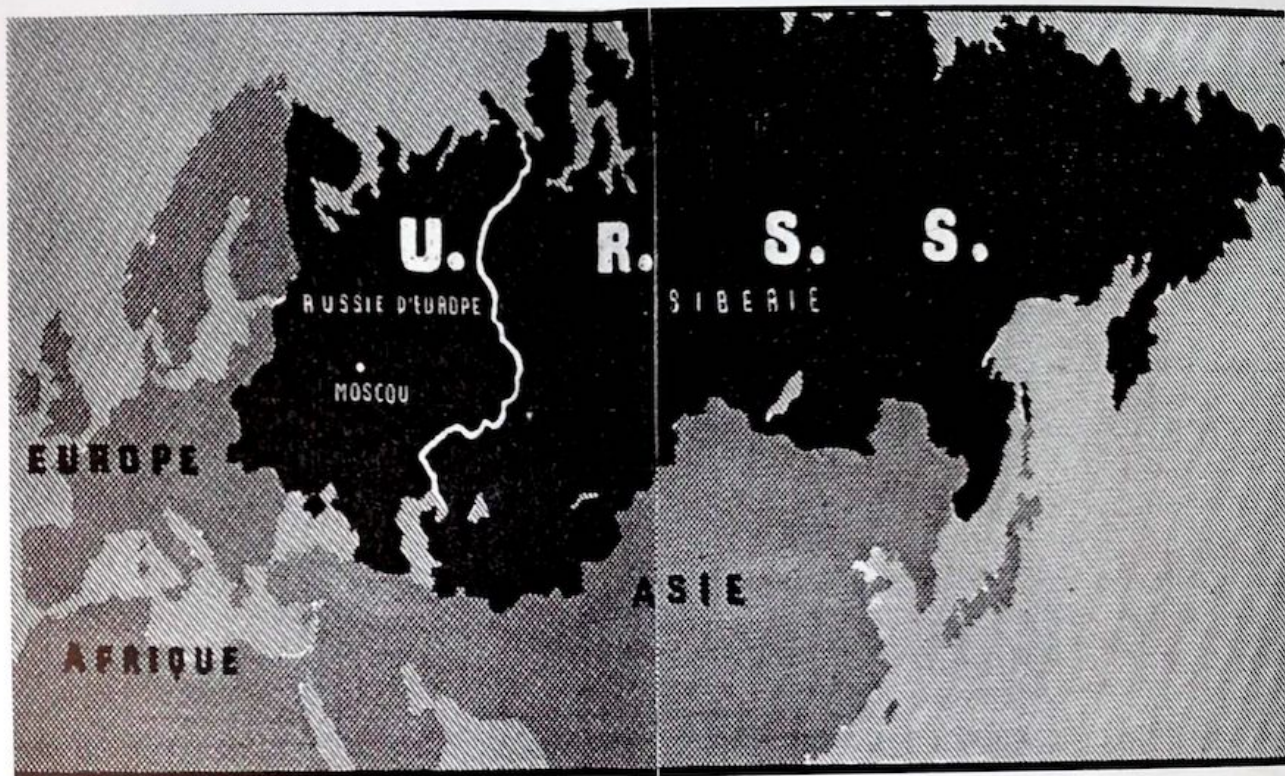 U. R. S. S.
RUSSIE D'EUROPE
SIBERIE
MOSCOU
EUROPE
ASIE
AFRIQUE